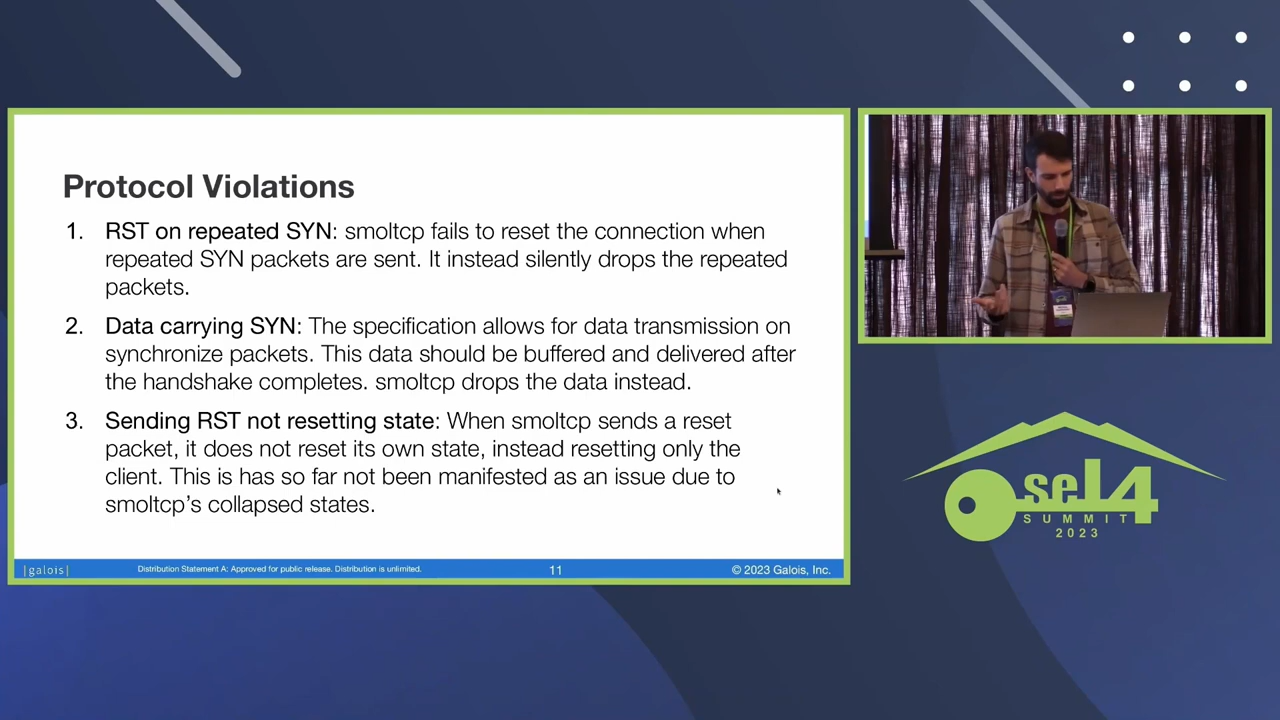 Protocol Violations
1. RST on repeated SYN: smoltcp fails to reset the connection when
repeated SYN packets are sent. It instead silently drops the repeated
packets.
2. Data carrying SYN: The specification allows for data transmission on
synchronize packets. This data should be buffered and delivered after
the handshake completes. smoltcp drops the data instead.
3. Sending RST not resetting state: When smoltcp sends a reset
packet, it does not reset its own state, instead resetting only the
client. This is has so far not been manifested as an issue due to
smoltcp's collapsed states.
|galois|
Distribution Statement A: Approved for public release. Distribution is unlimited.
11
© 2023 Galois, Inc.
seL4
SUMMIT
2023